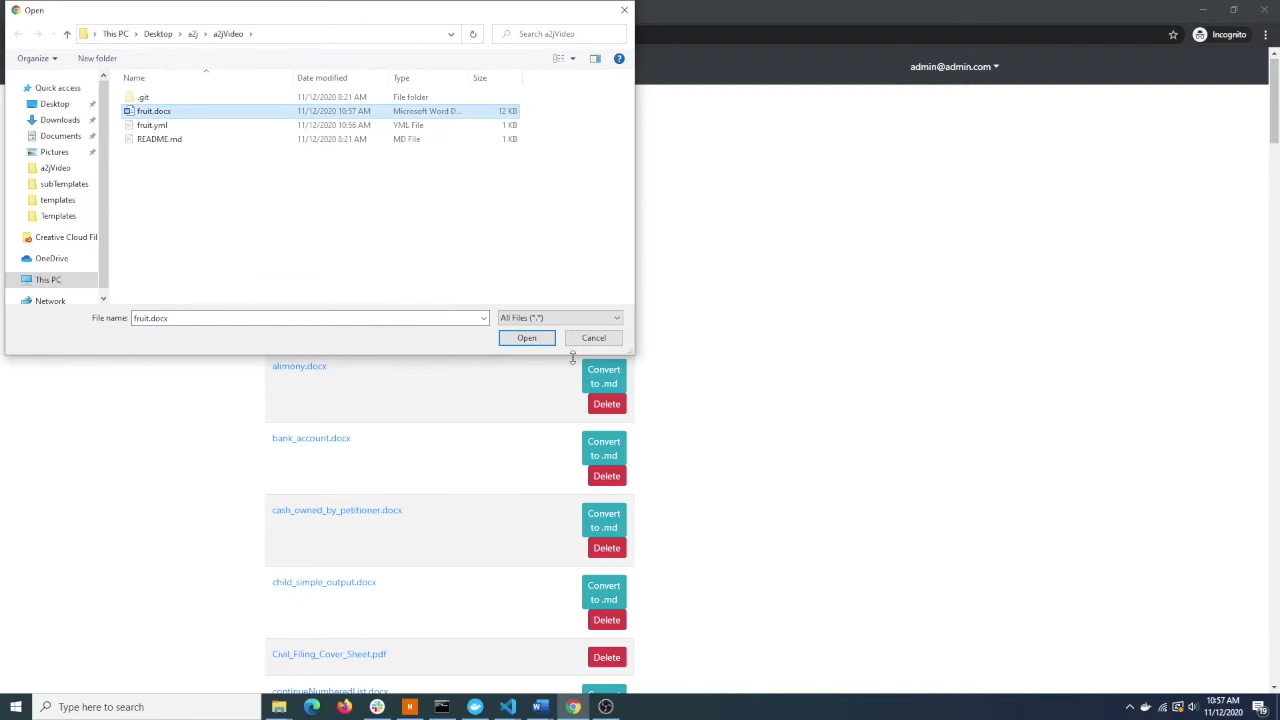 Open
This PC
Desktop
a2j
a2jVideo
Search a2jVideo
Incognito
Organize
New folder
admin@admin.com
Name
Date modified
Type
Size
Quick access
Desktop
Downloads
Documents
Pictures
a2jVideo
subTemplates
templates
Templates
Creative Cloud Fil
OneDrive
This PC
Network
.git 11/12/2020 8:21 AM File folder
fruit.docx 11/12/2020 10:57 AM Microsoft Word D... 12 KB
fruit.yml 11/12/2020 10:56 AM YML File 1 KB
README.md 11/12/2020 8:21 AM MD File 1 KB
File name: fruit.docx All Files (*.*)
Open Cancel
alimony.docx
Convert
to .md
Delete
bank_account.docx
Convert
to .md
Delete
cash_owned_by_petitioner.docx
Convert
to .md
Delete
child_simple_output.docx
Convert
to .md
Delete
Civil_Filing_Cover_Sheet.pdf
Delete
continueNumberedList.docx
Type here to search
10:57 AM
11/12/2020